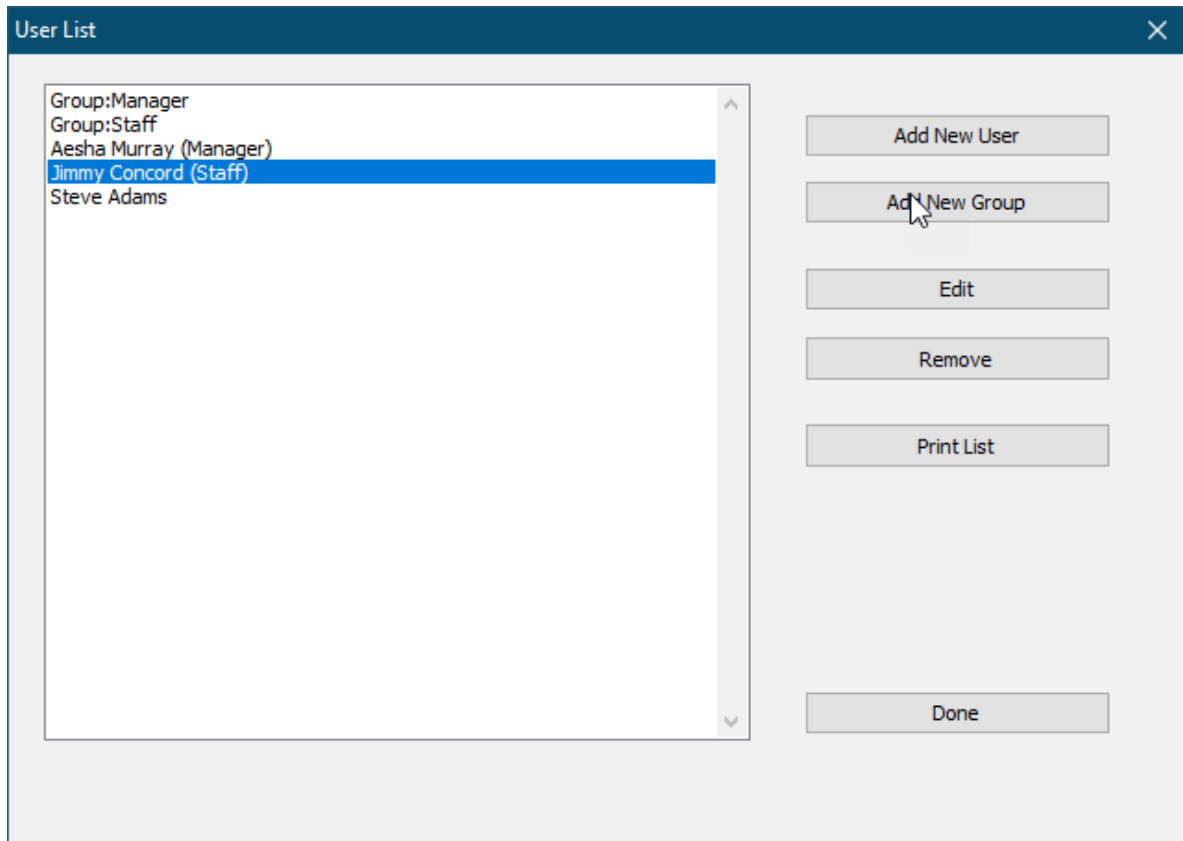 User List
Group:Manager
Group:Staff
Aesha Murray (Manager)
Jimmy Concord (Staff)
Steve Adams
Add New User
Add New Group
Edit
Remove
Print List
Done